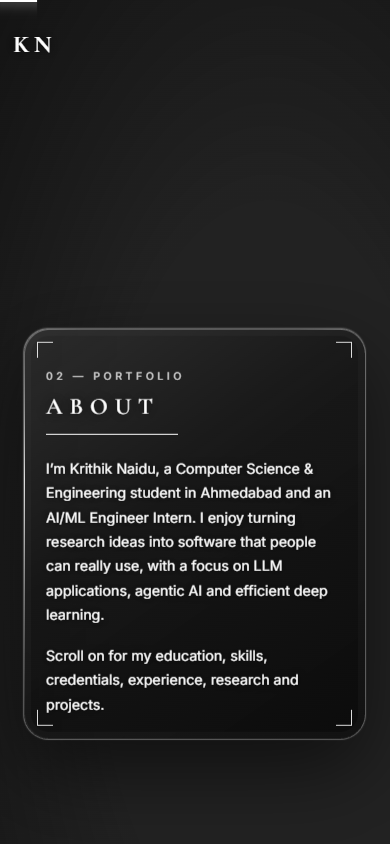 KN
02 — PORTFOLIO
ABOUT
I’m Krithik Naidu, a Computer Science &
Engineering student in Ahmedabad and an
AI/ML Engineer Intern. I enjoy turning
research ideas into software that people
can really use, with a focus on LLM
applications, agentic AI and efficient deep
learning.
Scroll on for my education, skills,
credentials, experience, research and
projects.